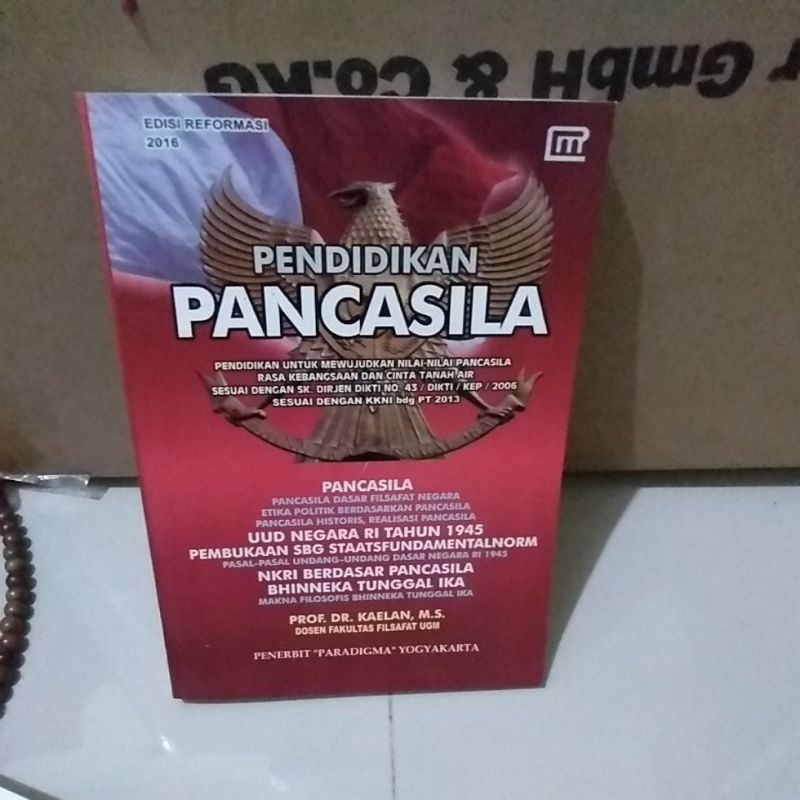 r GmbH & Co.KG
EDISI REFORMASI
2016
PENDIDIKAN
PANCASILA
PENDIDIKAN UNTUK MEWUJUDKAN NILAI-NILAI PANCASILA
RASA KEBANGSAAN DAN CINTA TANAH AIR
SESUAI DENGAN SK. DIRJEN DIKTI NO. 43 / DIKTI / KEP / 2006
SESUAI DENGAN KKNI bdg PT 2013
PANCASILA
PANCASILA DASAR FILSAFAT NEGARA
ETIKA POLITIK BERDASARKAN PANCASILA
PANCASILA HISTORIS, REALISASI PANCASILA
UUD NEGARA RI TAHUN 1945
PEMBUKAAN SBG STAATSFUNDAMENTALNORM
PASAL-PASAL UNDANG-UNDANG DASAR NEGARA RI 1945
NKRI BERDASAR PANCASILA
BHINNEKA TUNGGAL IKA
MAKNA FILOSOFIS BHINNEKA TUNGGAL IKA
PROF. DR. KAELAN, M.S.
DOSEN FAKULTAS FILSAFAT UGM
PENERBIT "PARADIGMA" YOGYAKARTA